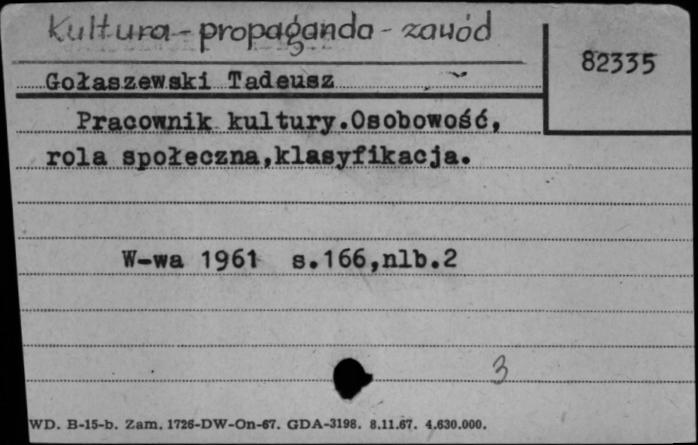 Kultura - propaganda - zawód
82335
Gołaszewski Tadeusz
Pracownik kultury.Osobowość,
rola społeczna,klasyfikacja.
W-wa 1961 s.166,nlb.2
3
WD. B-15-b. Zam. 1726-DW-On-67. GDA-3198. 8.11.67. 4.630.000.